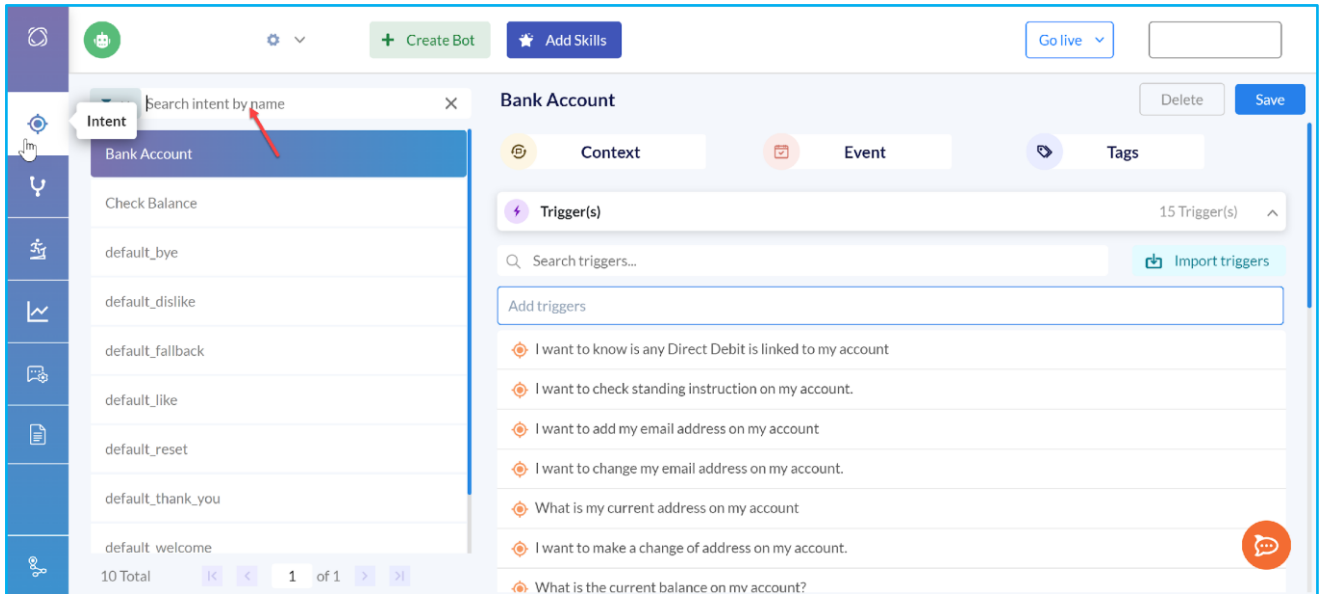 Create Bot
Add Skills
Go live
Search intent by name
Intent
Bank Account
Check Balance
default_bye
default_dislike
default_fallback
default_like
default_reset
default_thank_you
default_welcome
10 Total
1 of 1
Bank Account
Delete
Save
Context
Event
Tags
Trigger(s)
15 Trigger(s)
Search triggers...
Import triggers
Add triggers
I want to know is any Direct Debit is linked to my account
I want to check standing instruction on my account.
I want to add my email address on my account
I want to change my email address on my account.
What is my current address on my account
I want to make a change of address on my account.
What is the current balance on my account?